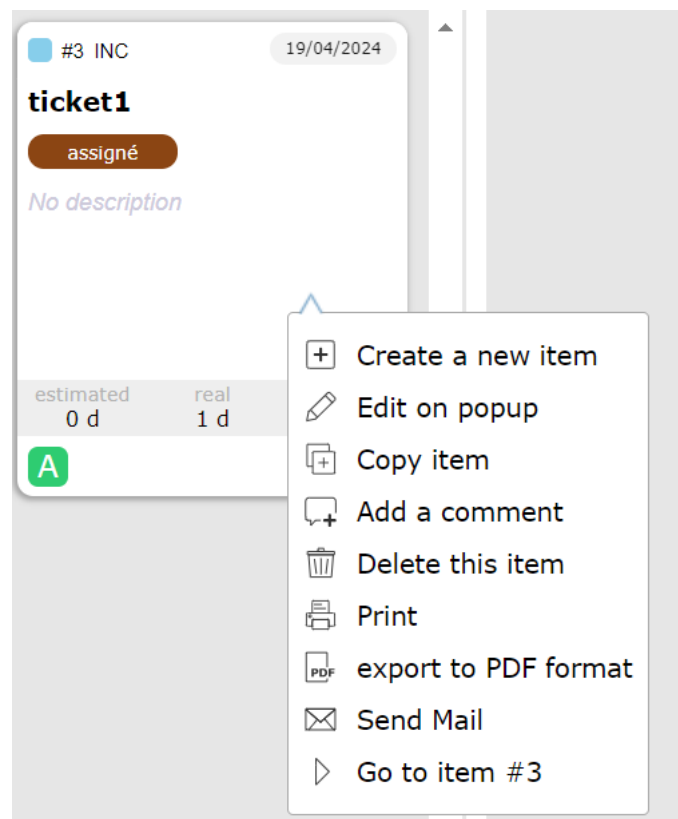 #3 INC 19/04/2024
ticket1
assigné
No description
estimated real
0 d 1 d
A
Create a new item
Edit on popup
Copy item
Add a comment
Delete this item
Print
PDF export to PDF format
Send Mail
Go to item #3